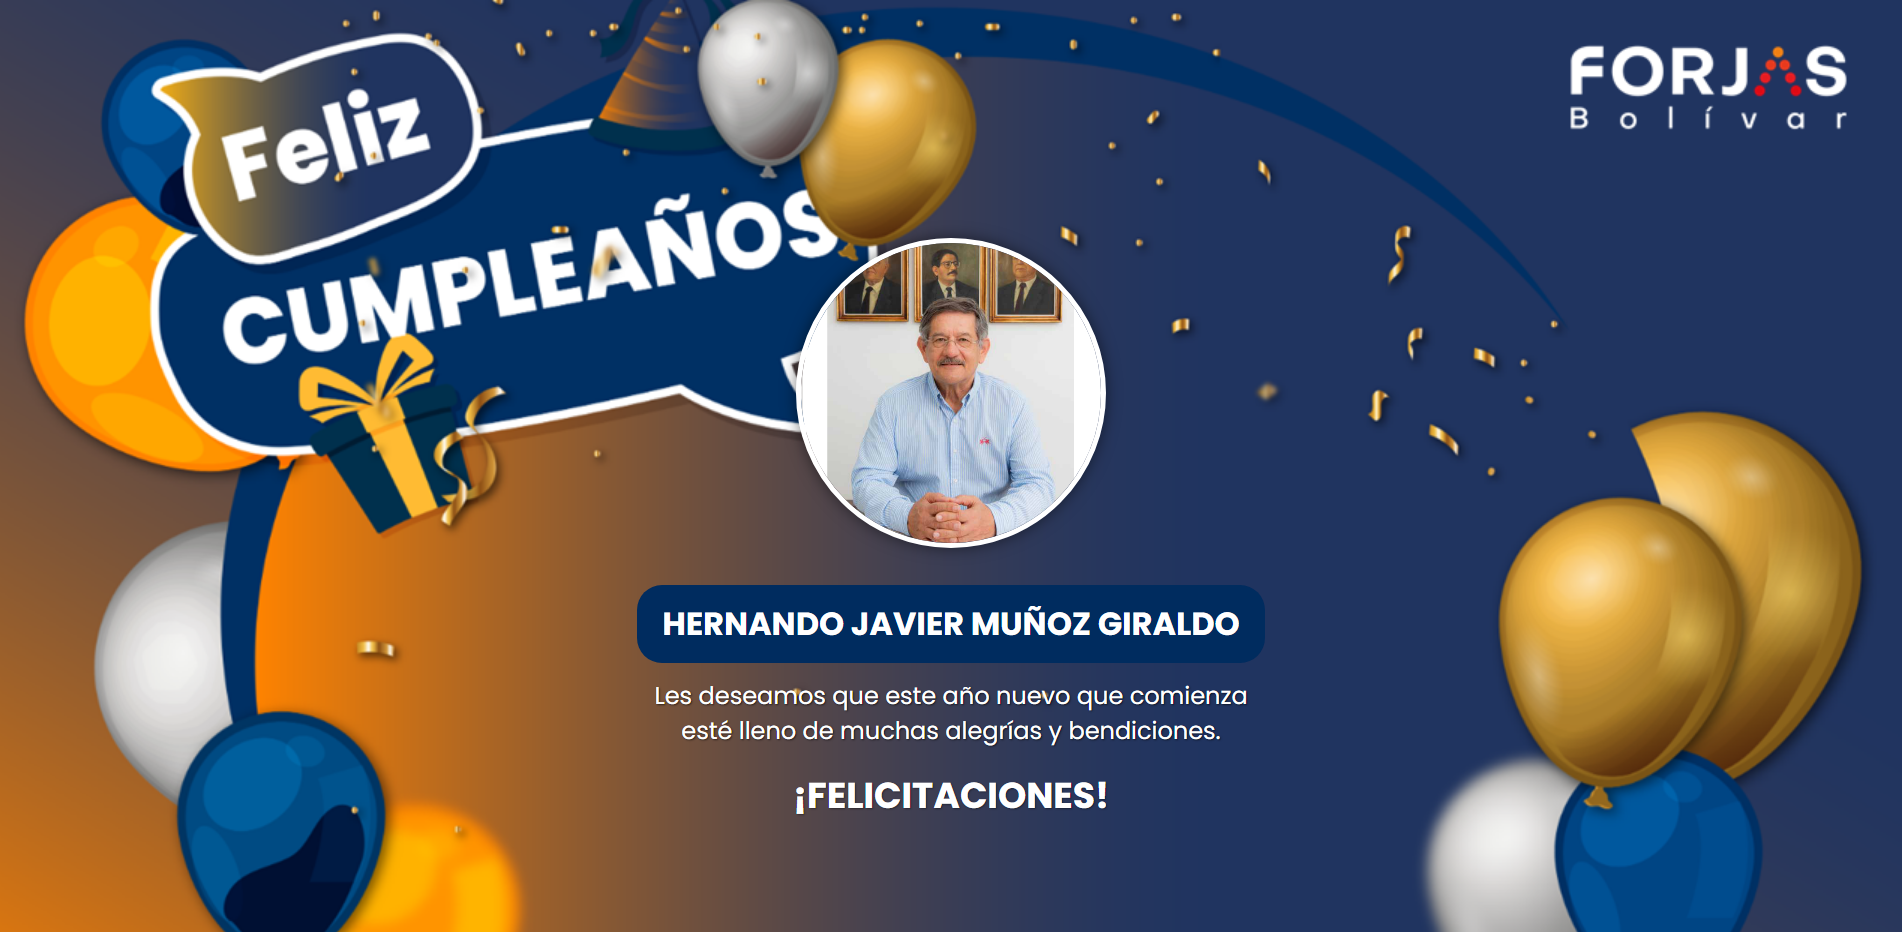 Feliz
CUMPLEAÑOS!
FORJAS
Bolívar
HERNANDO JAVIER MUÑOZ GIRALDO
Les deseamos que este año nuevo que comienza
esté lleno de muchas alegrías y bendiciones.
¡FELICITACIONES!